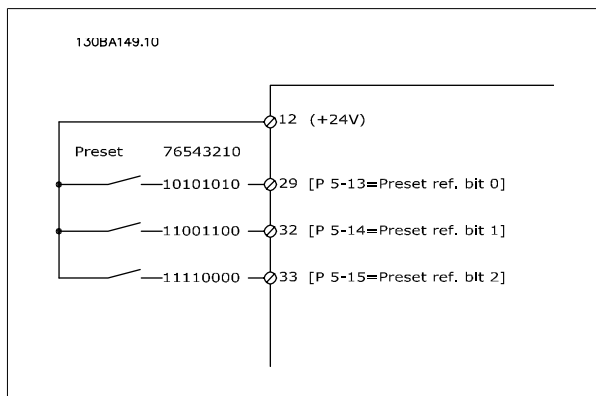 130BA149.10
12 (+24V)
Preset 76543210
10101010 29 [P 5-13=Preset ref. bit 0]
11001100 32 [P 5-14=Preset ref. bit 1]
11110000 33 [P 5-15=Preset ref. bit 2]